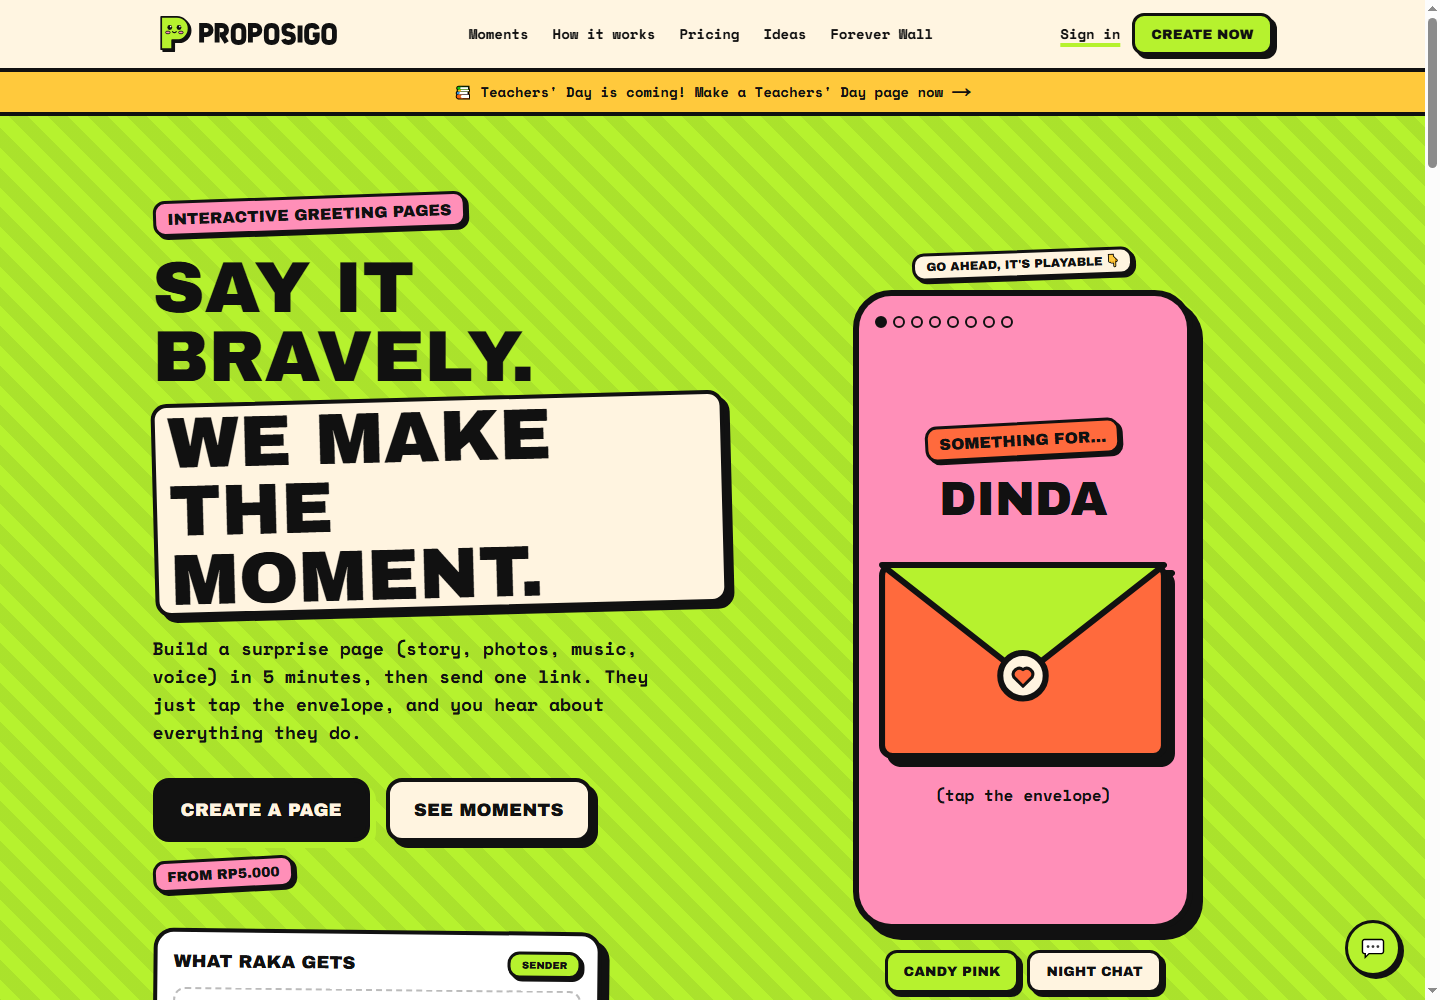 PROPOSIGO
Moments
How it works
Pricing
Ideas
Forever Wall
Sign in
CREATE NOW
Teachers' Day is coming! Make a Teachers' Day page now →
INTERACTIVE GREETING PAGES
SAY IT
BRAVELY.
WE MAKE
THE
MOMENT.
Build a surprise page (story, photos, music,
voice) in 5 minutes, then send one link. They
just tap the envelope, and you hear about
everything they do.
CREATE A PAGE
SEE MOMENTS
FROM RP5.000
WHAT RAKA GETS
SENDER
GO AHEAD, IT'S PLAYABLE
SOMETHING FOR...
DINDA
(tap the envelope)
CANDY PINK
NIGHT CHAT